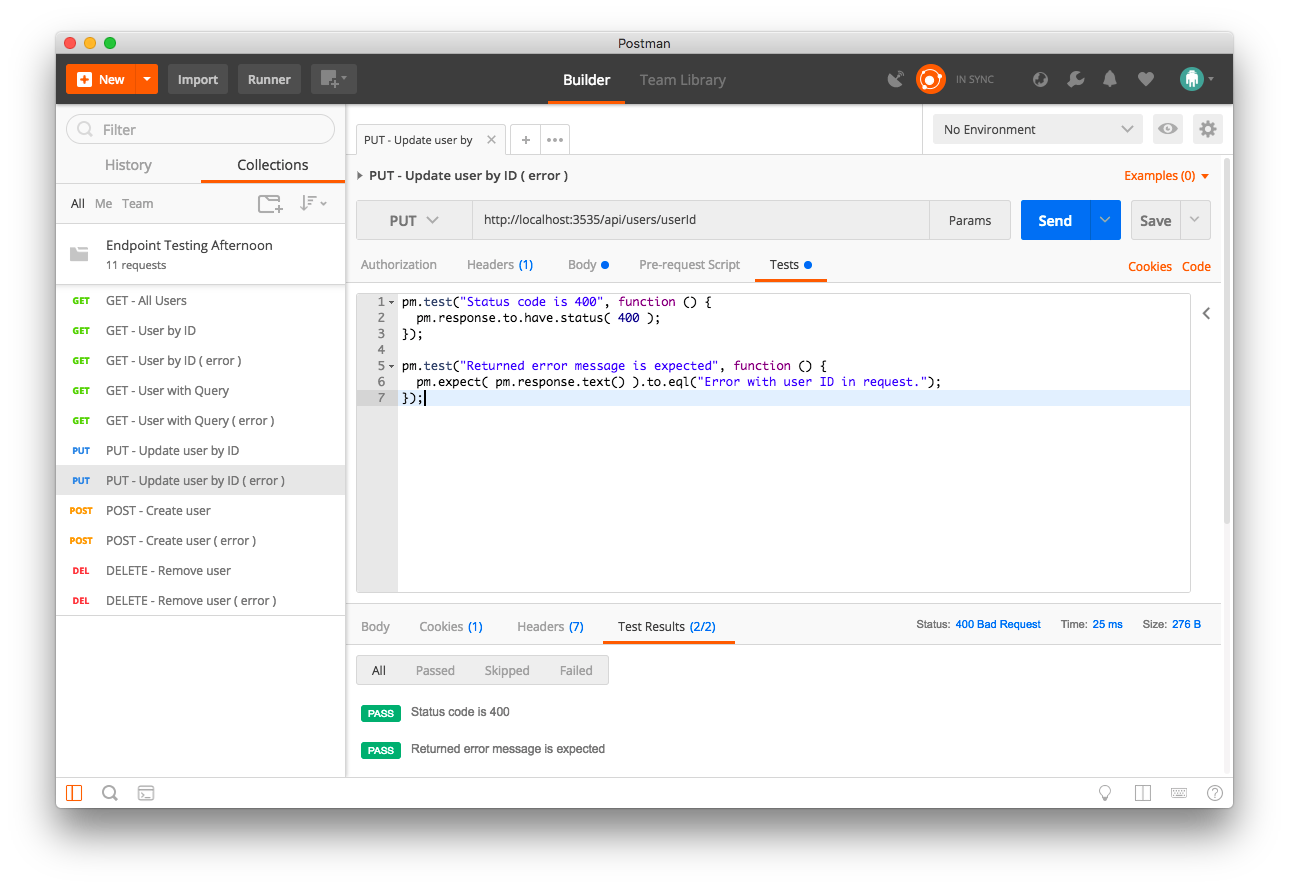 Postman
New
Import
Runner
Builder
Team Library
IN SYNC
Filter
History
Collections
All Me Team
Endpoint Testing Afternoon
11 requests
GET GET - All Users
GET GET - User by ID
GET GET - User by ID ( error )
GET GET - User with Query
GET GET - User with Query ( error )
PUT PUT - Update user by ID
PUT PUT - Update user by ID ( error )
POST POST - Create user
POST POST - Create user ( error )
DEL DELETE - Remove user
DEL DELETE - Remove user ( error )
PUT - Update user by
No Environment
PUT - Update user by ID ( error )
Examples (0)
PUT http://localhost:3535/api/users/userId Params Send Save
Authorization Headers (1) Body Pre-request Script Tests Cookies Code
1 pm.test("Status code is 400", function () {
2 pm.response.to.have.status( 400 );
3 });
4
5 pm.test("Returned error message is expected", function () {
6 pm.expect( pm.response.text() ).to.eql("Error with user ID in request.");
7 });
Body Cookies (1) Headers (7) Test Results (2/2) Status: 400 Bad Request Time: 25 ms Size: 276 B
All Passed Skipped Failed
PASS Status code is 400
PASS Returned error message is expected